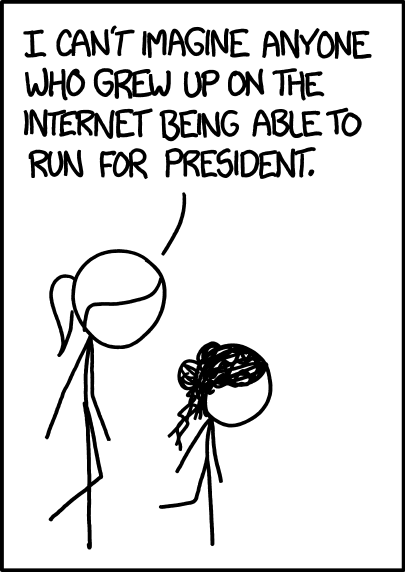 I CAN'T IMAGINE ANYONE
WHO GREW UP ON THE
INTERNET BEING ABLE TO
RUN FOR PRESIDENT.